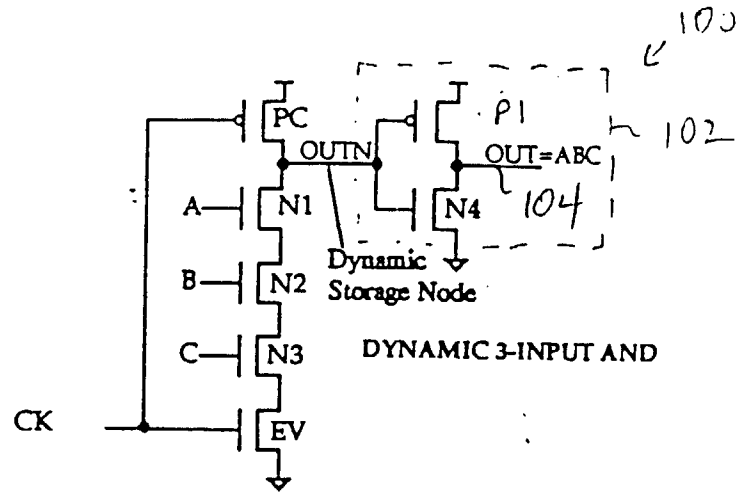 100
PC
P1
102
OUTN
OUT=ABC
A
N1
N4
104
Dynamic
Storage Node
B
N2
C
N3
DYNAMIC 3-INPUT AND
CK
EV